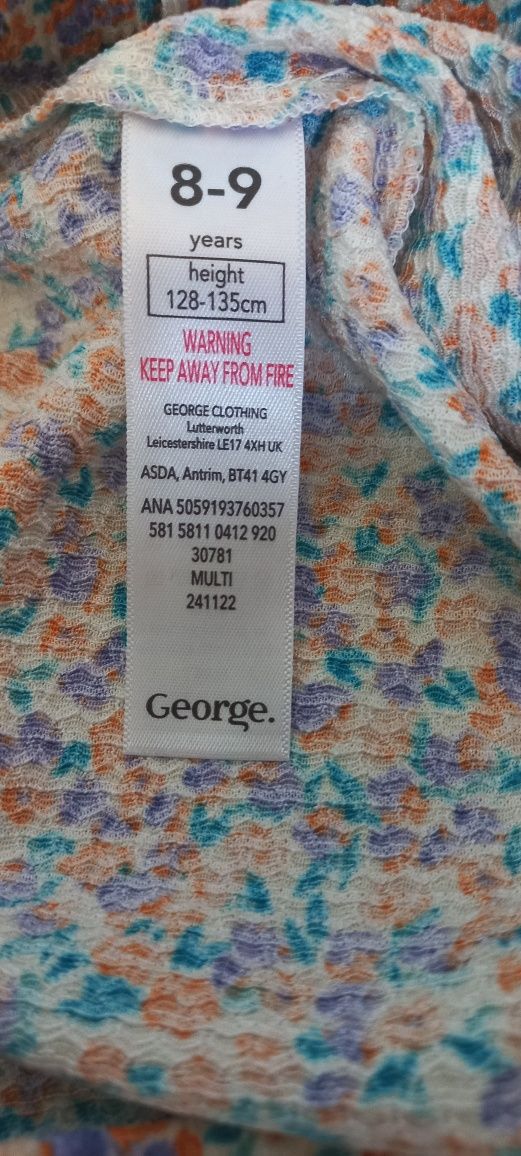 8-9
years
height
128-135cm
WARNING
KEEP AWAY FROM FIRE
GEORGE CLOTHING
Lutterworth
Leicestershire LE17 4XH UK
ASDA, Antrim, BT41 4GY
ANA 5059193760357
581 5811 0412 920
30781
MULTI
241122
George.